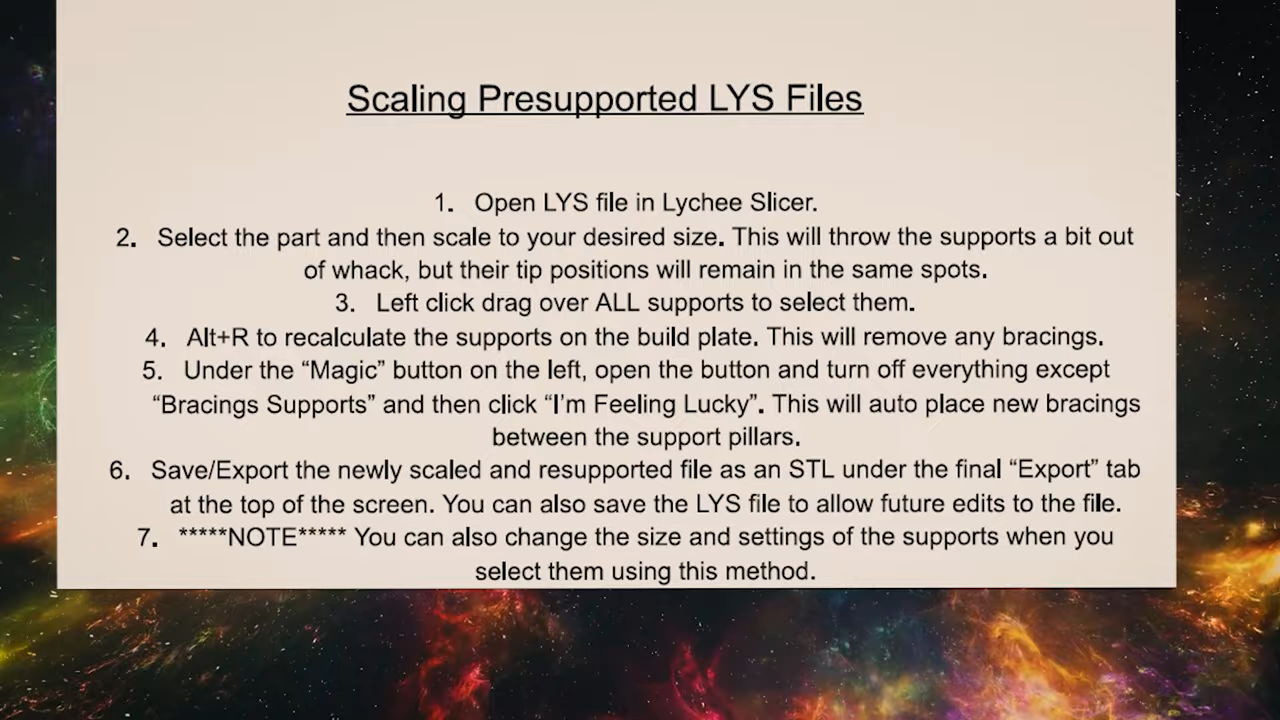 Scaling Presupported LYS Files
1. Open LYS file in Lychee Slicer.
2. Select the part and then scale to your desired size. This will throw the supports a bit out
of whack, but their tip positions will remain in the same spots.
3. Left click drag over ALL supports to select them.
4. Alt+R to recalculate the supports on the build plate. This will remove any bracings.
5. Under the “Magic” button on the left, open the button and turn off everything except
“Bracings Supports” and then click “I’m Feeling Lucky”. This will auto place new bracings
between the support pillars.
6. Save/Export the newly scaled and resupported file as an STL under the final “Export” tab
at the top of the screen. You can also save the LYS file to allow future edits to the file.
7. *****NOTE***** You can also change the size and settings of the supports when you
select them using this method.